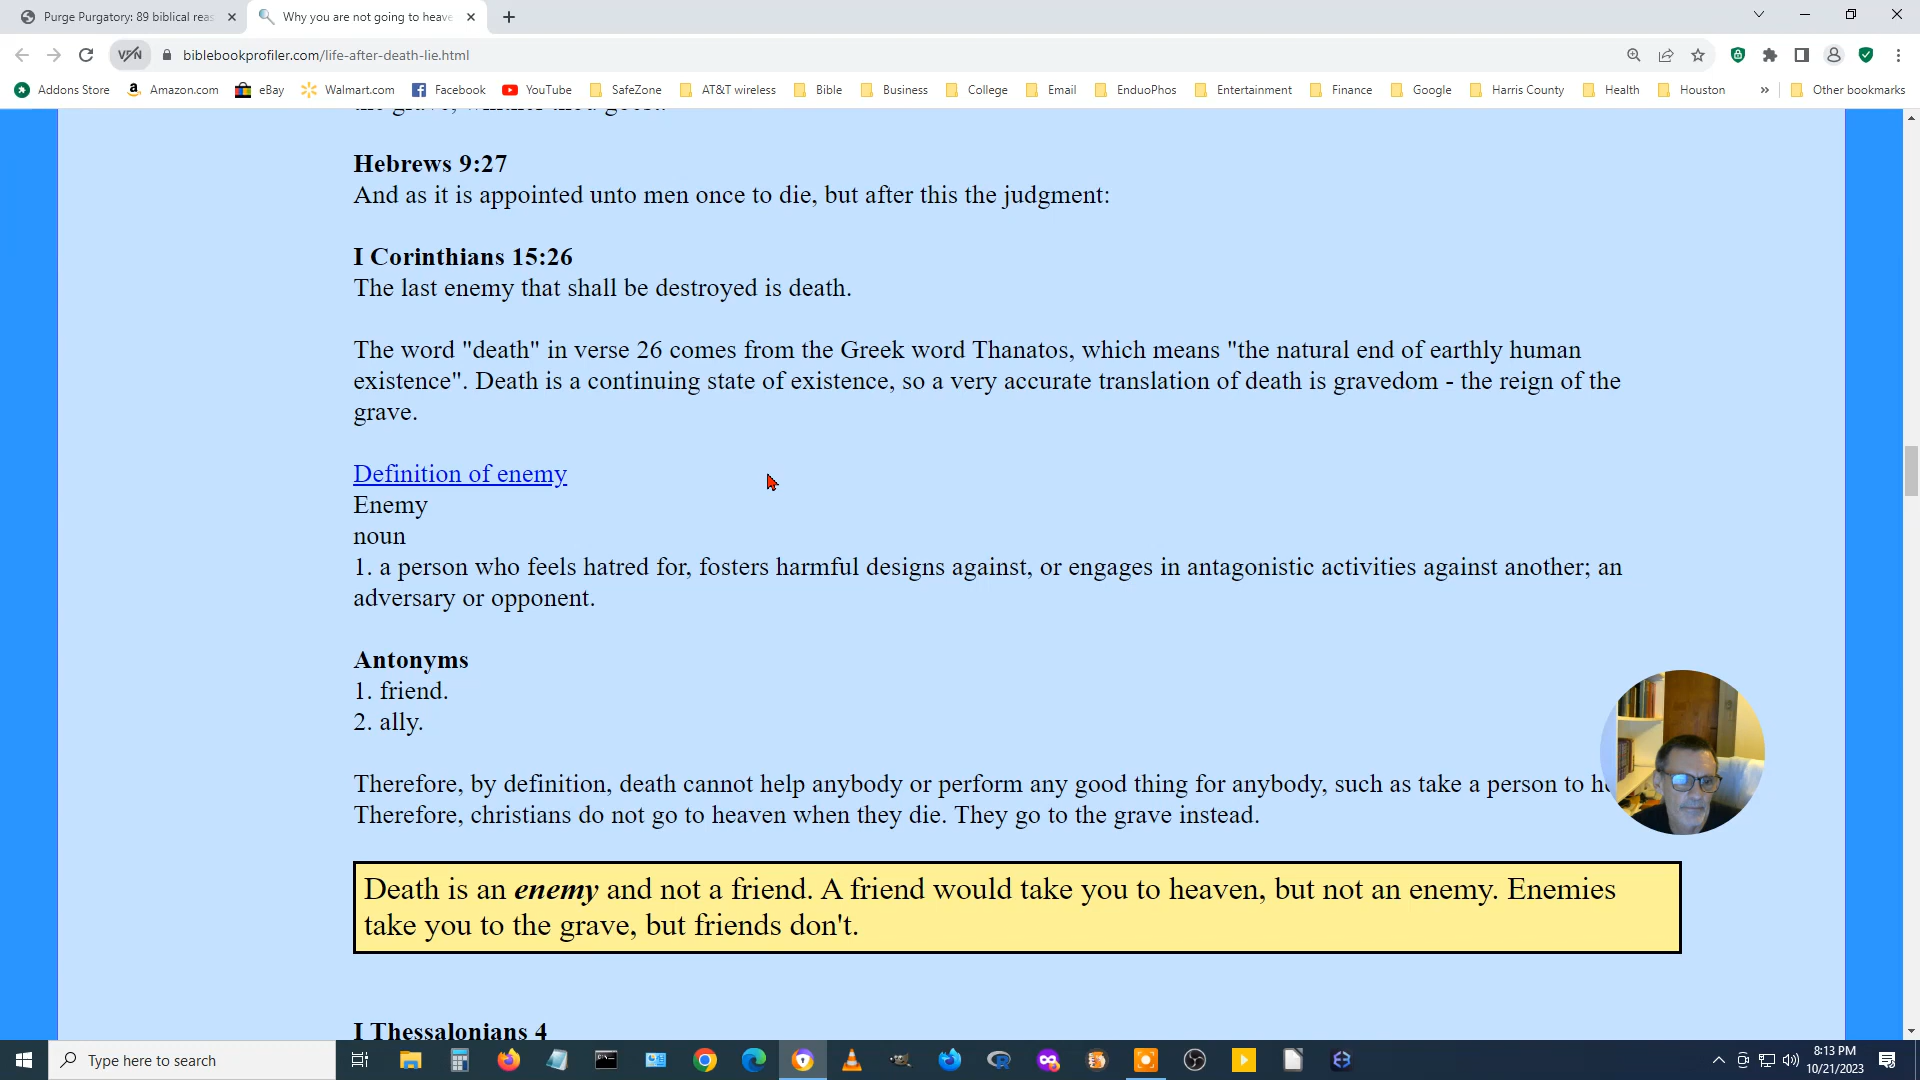 Purge Purgatory: 89 biblical reas
Why you are not going to heave
VPN
biblebookprofiler.com/life-after-death-lie.html
Addons Store
Amazon.com
eBay
Walmart.com
Facebook
YouTube
SafeZone
AT&T wireless
Bible
Business
College
Email
EnduoPhos
Entertainment
Finance
Google
Harris County
Health
Houston
Other bookmarks
Hebrews 9:27
And as it is appointed unto men once to die, but after this the judgment:
I Corinthians 15:26
The last enemy that shall be destroyed is death.
The word "death" in verse 26 comes from the Greek word Thanatos, which means "the natural end of earthly human
existence". Death is a continuing state of existence, so a very accurate translation of death is gravedom - the reign of the
grave.
Definition of enemy
Enemy
noun
1. a person who feels hatred for, fosters harmful designs against, or engages in antagonistic activities against another; an
adversary or opponent.
Antonyms
1. friend.
2. ally.
Therefore, by definition, death cannot help anybody or perform any good thing for anybody, such as take a person to
Therefore, christians do not go to heaven when they die. They go to the grave instead.
Death is an enemy and not a friend. A friend would take you to heaven, but not an enemy. Enemies
take you to the grave, but friends don't.
I Thessalonians 4
Type here to search
8:13 PM
10/21/2023